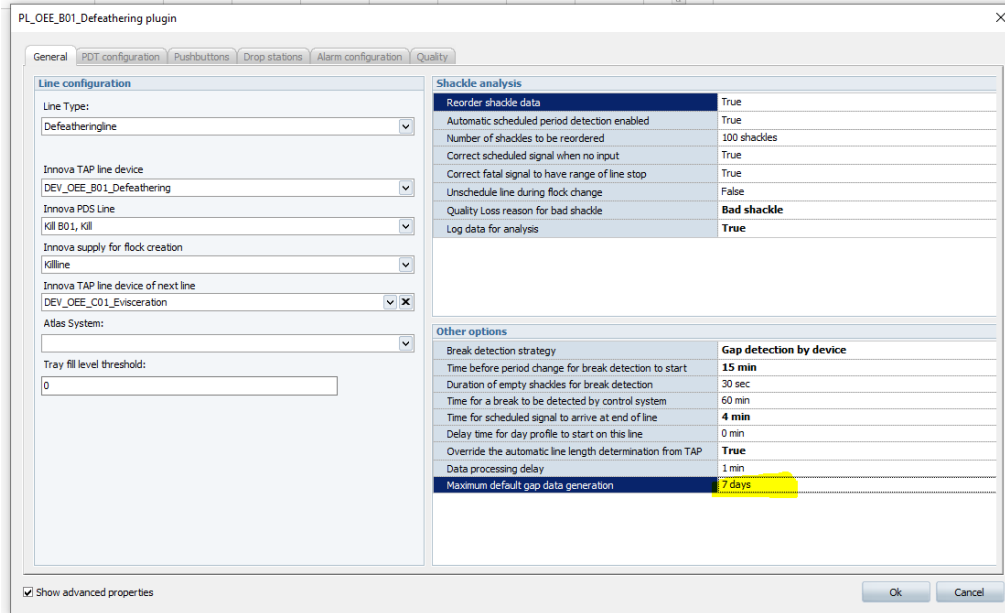 PL_OEE_B01_Defeathering plugin
General PDT configuration Pushbuttons Drop stations Alarm configuration Quality
Line configuration
Line Type:
Defeatheringline
Innova TAP line device
DEV_OEE_B01_Defeathering
Innova PDS Line
Kill B01, Kill
Innova supply for flock creation
Killline
Innova TAP line device of next line
DEV_OEE_C01_Evisceration
Atlas System:
Tray fill level threshold:
0
Shackle analysis
Reorder shackle data True
Automatic scheduled period detection enabled True
Number of shackles to be reordered 100 shackles
Correct scheduled signal when no input True
Correct fatal signal to have range of line stop True
Unschedule line during flock change False
Quality Loss reason for bad shackle Bad shackle
Log data for analysis True
Other options
Break detection strategy Gap detection by device
Time before period change for break detection to start 15 min
Duration of empty shackles for break detection 30 sec
Time for a break to be detected by control system 60 min
Time for scheduled signal to arrive at end of line 4 min
Delay time for day profile to start on this line 0 min
Override the automatic line length determination from TAP True
Data processing delay 1 min
Maximum default gap data generation 7 days
Show advanced properties
Ok Cancel